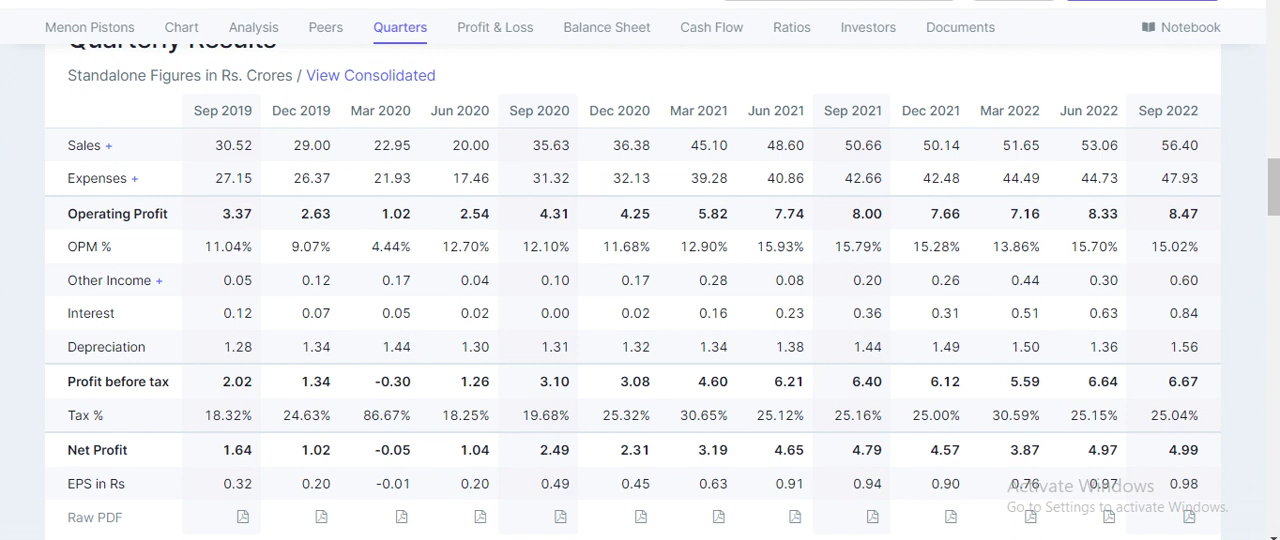 Menon Pistons Chart Analysis Peers Quarters Profit & Loss Balance Sheet Cash Flow Ratios Investors Documents Notebook
Quarterly Results
Standalone Figures in Rs. Crores / View Consolidated
Sep 2019 Dec 2019 Mar 2020 Jun 2020 Sep 2020 Dec 2020 Mar 2021 Jun 2021 Sep 2021 Dec 2021 Mar 2022 Jun 2022 Sep 2022
Sales + 30.52 29.00 22.95 20.00 35.63 36.38 45.10 48.60 50.66 50.14 51.65 53.06 56.40
Expenses + 27.15 26.37 21.93 17.46 31.32 32.13 39.28 40.86 42.66 42.48 44.49 44.73 47.93
Operating Profit 3.37 2.63 1.02 2.54 4.31 4.25 5.82 7.74 8.00 7.66 7.16 8.33 8.47
OPM % 11.04% 9.07% 4.44% 12.70% 12.10% 11.68% 12.90% 15.93% 15.79% 15.28% 13.86% 15.70% 15.02%
Other Income + 0.05 0.12 0.17 0.04 0.10 0.17 0.28 0.08 0.20 0.26 0.44 0.30 0.60
Interest 0.12 0.07 0.05 0.02 0.00 0.02 0.16 0.23 0.36 0.31 0.51 0.63 0.84
Depreciation 1.28 1.34 1.44 1.30 1.31 1.32 1.34 1.38 1.44 1.49 1.50 1.36 1.56
Profit before tax 2.02 1.34 -0.30 1.26 3.10 3.08 4.60 6.21 6.40 6.12 5.59 6.64 6.67
Tax % 18.32% 24.63% 86.67% 18.25% 19.68% 25.32% 30.65% 25.12% 25.16% 25.00% 30.59% 25.15% 25.04%
Net Profit 1.64 1.02 -0.05 1.04 2.49 2.31 3.19 4.65 4.79 4.57 3.87 4.97 4.99
EPS in Rs 0.32 0.20 -0.01 0.20 0.49 0.45 0.63 0.91 0.94 0.90 0.76 0.97 0.98
Activate Windows
Go to Settings to activate Windows.
Raw PDF